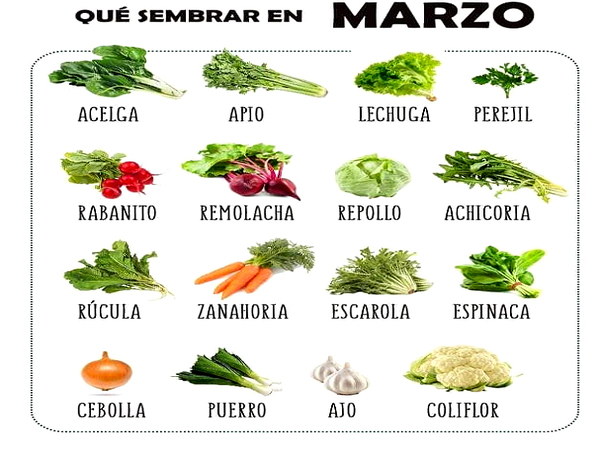 QUÉ SEMBRAR EN MARZO
ACELGA APIO LECHUGA PEREJIL
RABANITO REMOLACHA REPOLLO ACHICORIA
RÚCULA ZANAHORIA ESCAROLA ESPINACA
CEBOLLA PUERRO AJO COLIFLOR